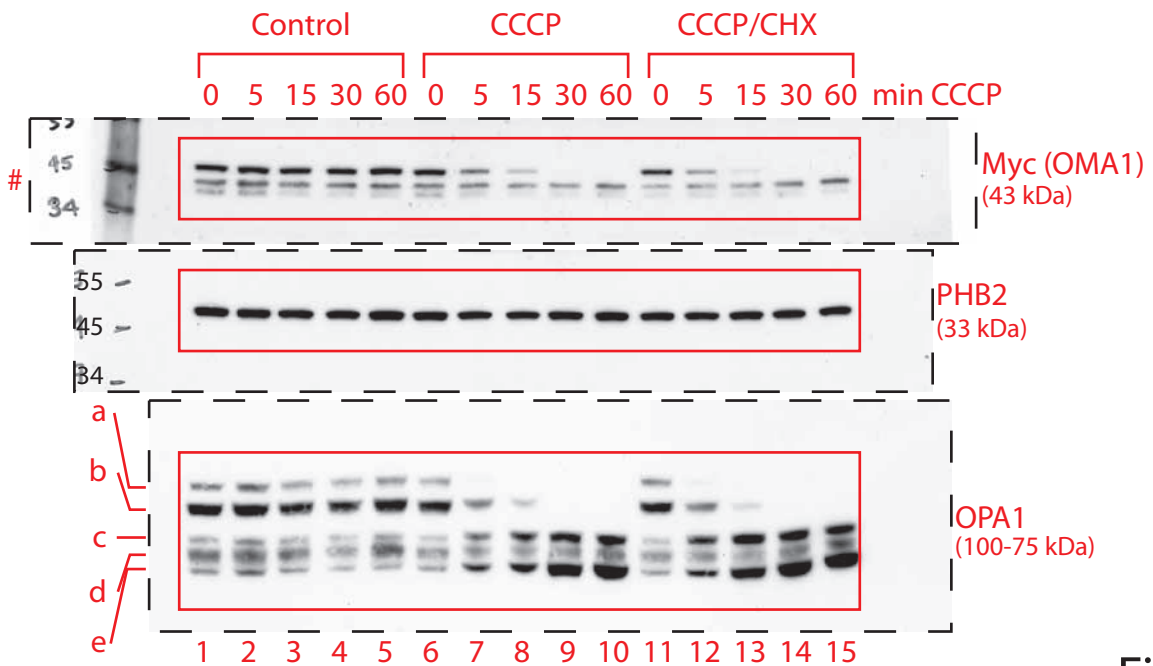 Control CCCP CCCP/CHX
0 5 15 30 60 0 5 15 30 60 0 5 15 30 60 min CCCP
# 45 Myc (OMA1)
34 (43 kDa)
55 PHB2
45 (33 kDa)
34
a
b
c OPA1
(100-75 kDa)
d
e
1 2 3 4 5 6 7 8 9 10 11 12 13 14 15